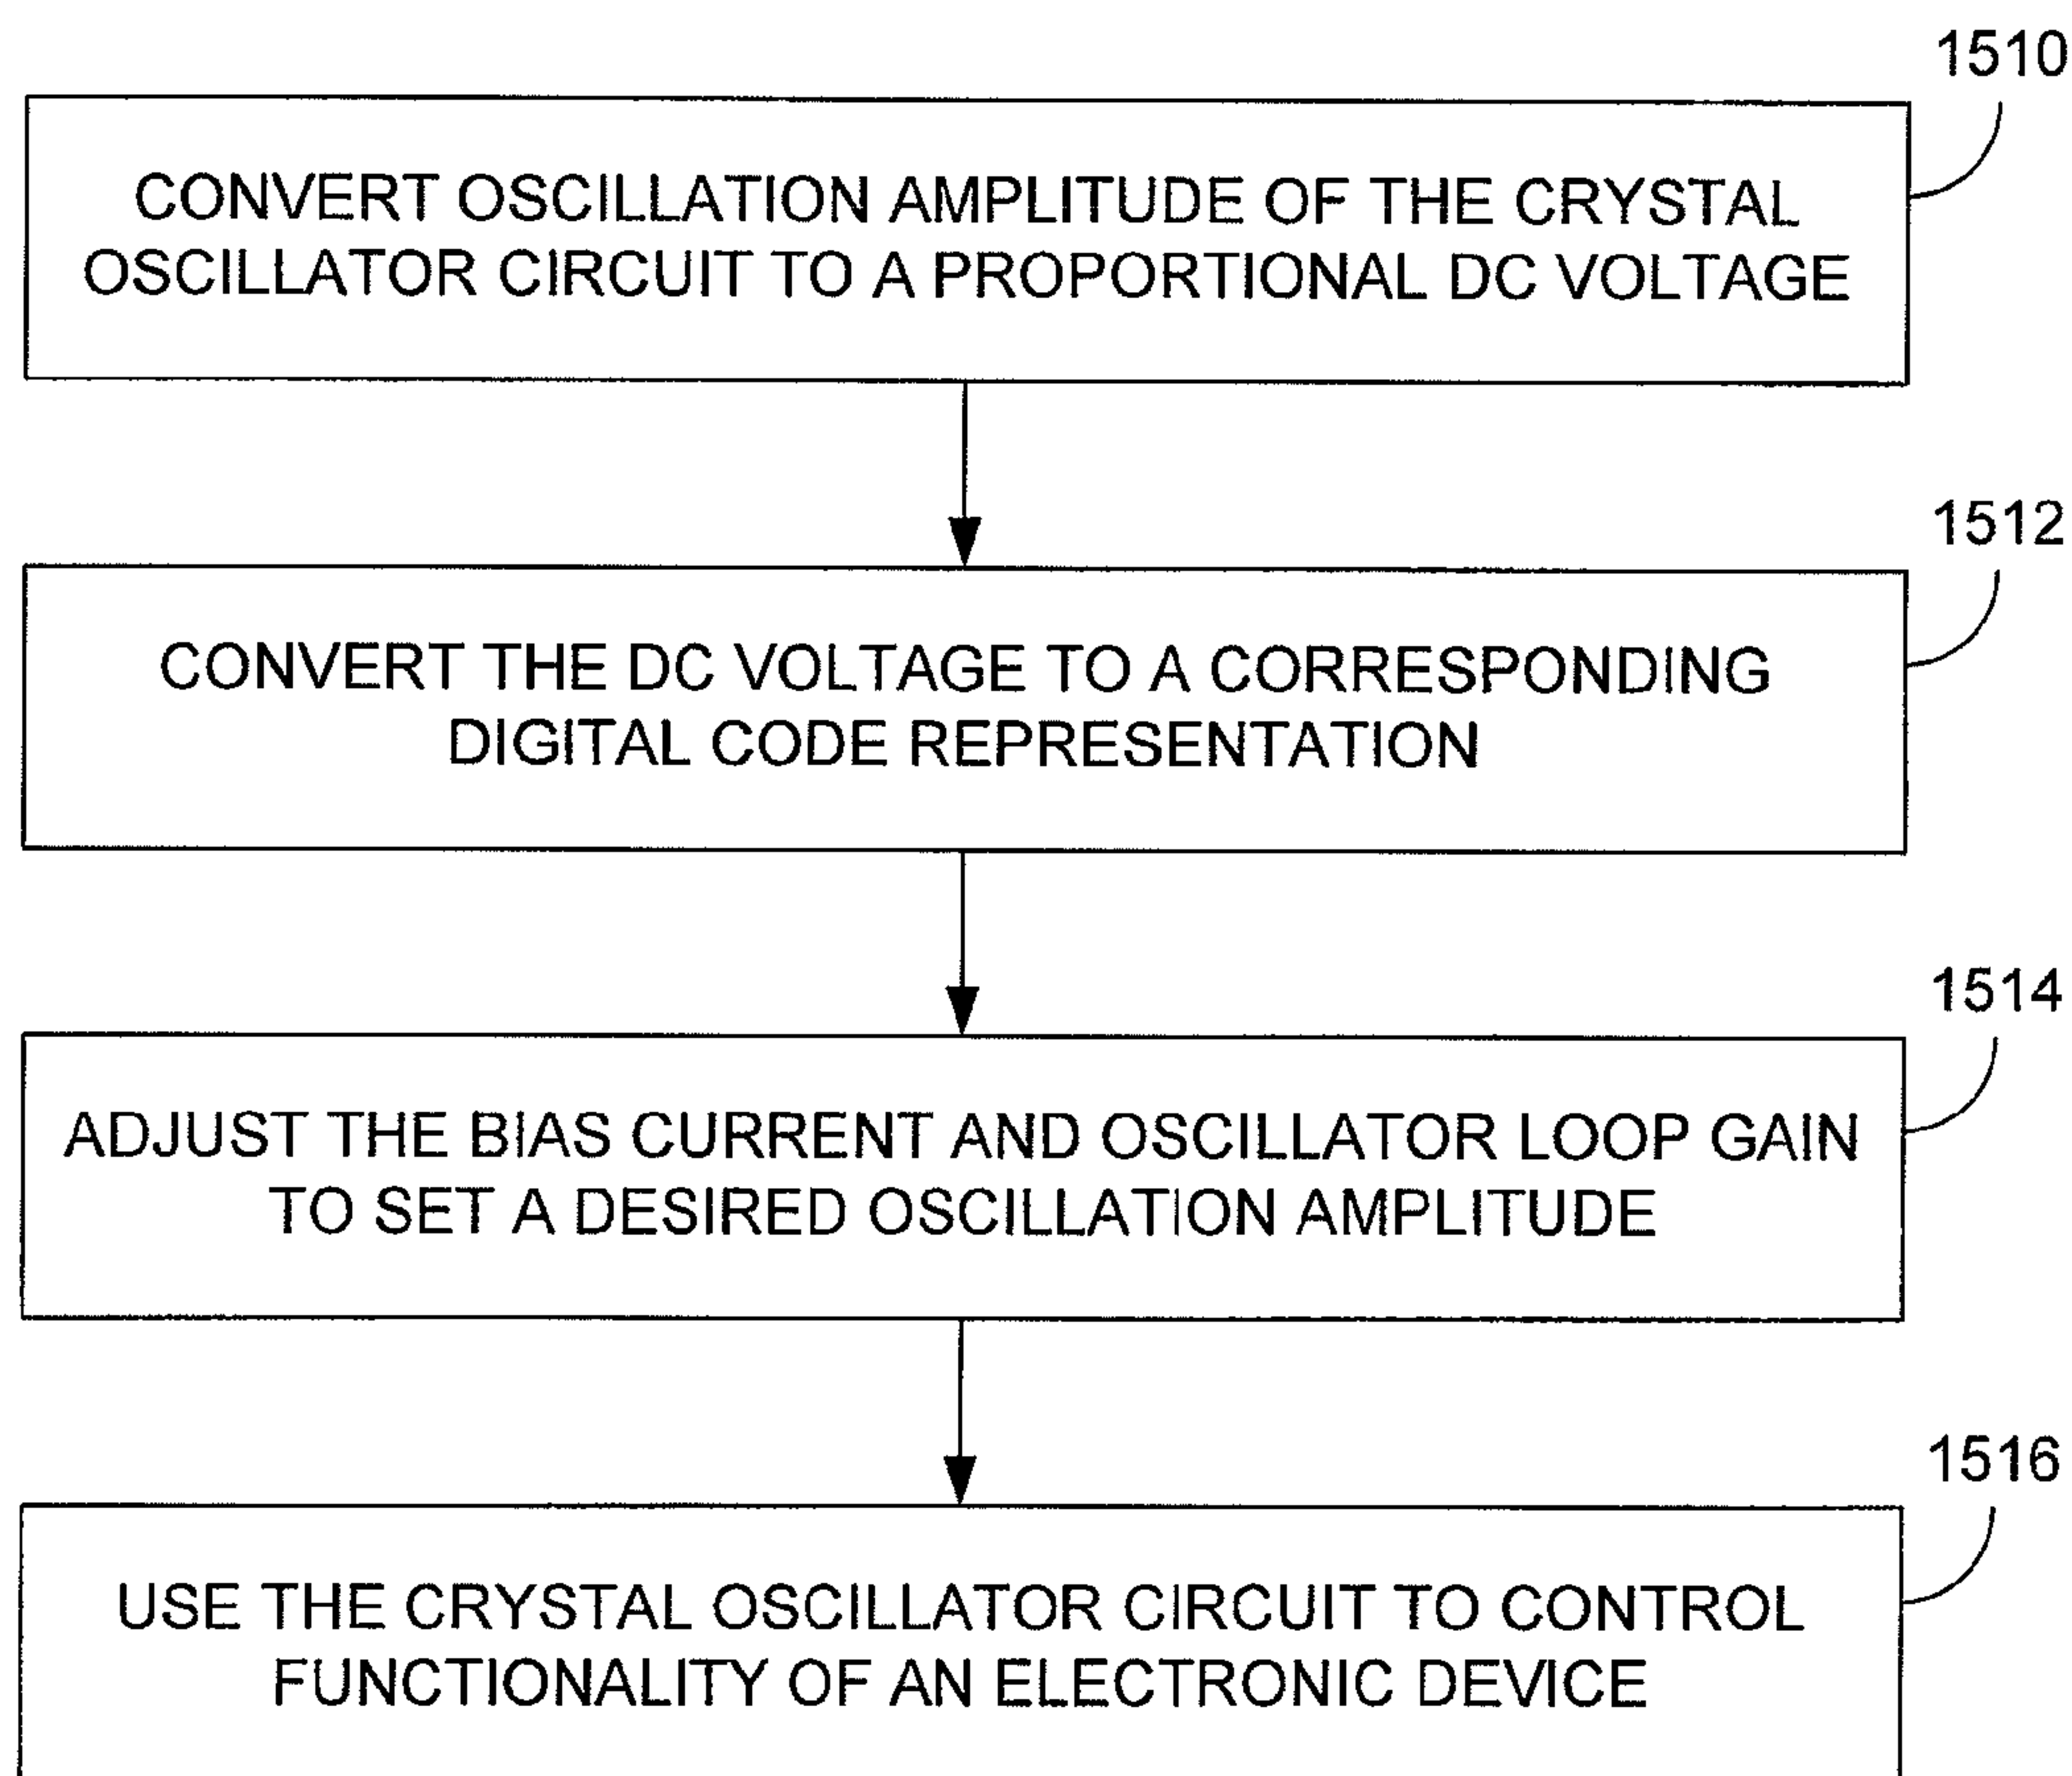 1510
CONVERT OSCILLATION AMPLITUDE OF THE CRYSTAL
OSCILLATOR CIRCUIT TO A PROPORTIONAL DC VOLTAGE
1512
CONVERT THE DC VOLTAGE TO A CORRESPONDING
DIGITAL CODE REPRESENTATION
1514
ADJUST THE BIAS CURRENT AND OSCILLATOR LOOP GAIN
TO SET A DESIRED OSCILLATION AMPLITUDE
1516
USE THE CRYSTAL OSCILLATOR CIRCUIT TO CONTROL
FUNCTIONALITY OF AN ELECTRONIC DEVICE